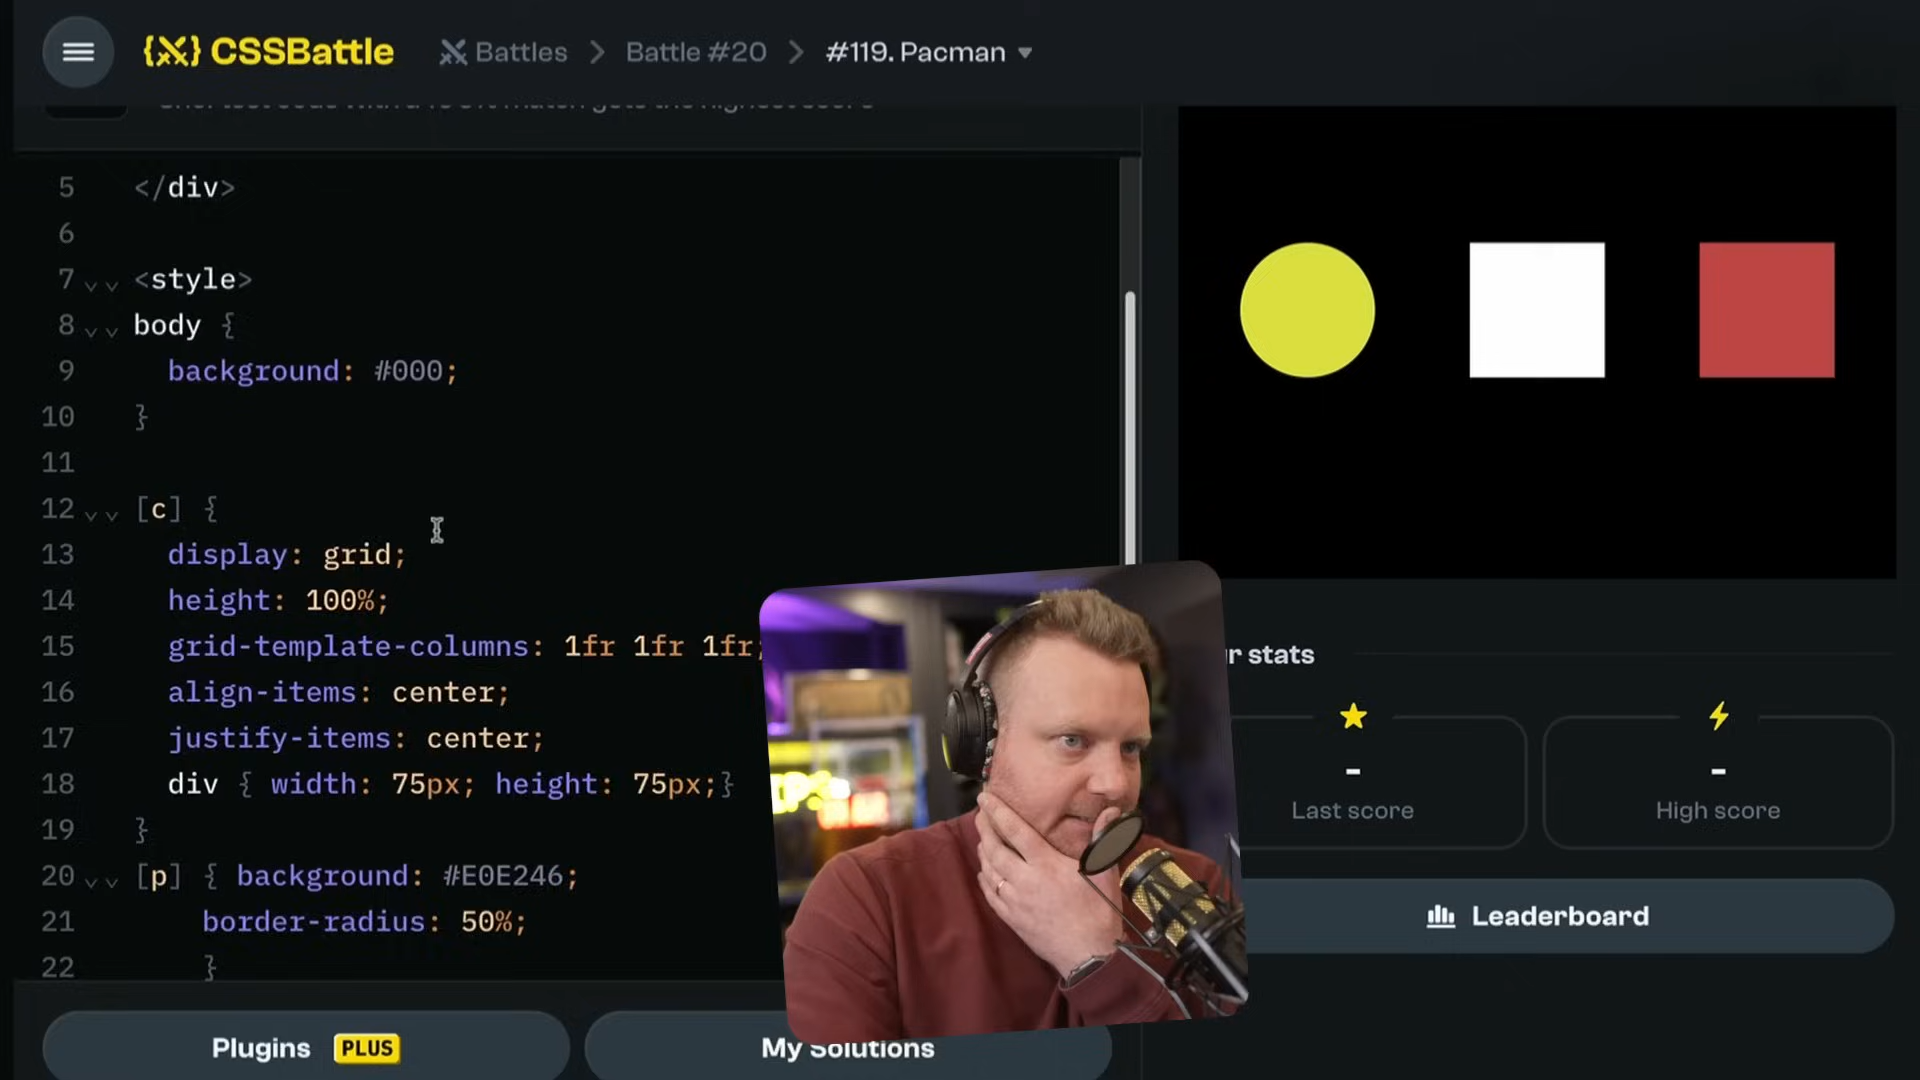 CSSBattle
Battles
Battle #20
#119. Pacman
5 </div>
6
7 <style>
8 body {
9 background: #000;
10 }
11
12 [c] {
13 display: grid;
14 height: 100%;
15 grid-template-columns: 1fr 1fr 1fr;
16 align-items: center;
17 justify-items: center;
18 div { width: 75px; height: 75px;}
19 }
20 [p] { background: #E0E246;
21 border-radius: 50%;
22 }
r stats
-
Last score
-
High score
Leaderboard
Plugins PLUS
My Solutions